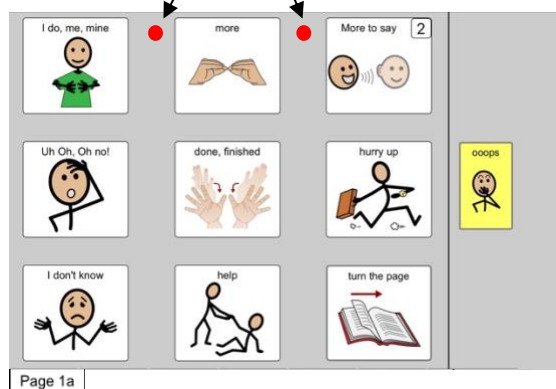 I do, me, mine
more
More to say 2
Uh Oh, Oh no!
done, finished
hurry up
ooops
I don't know
help
turn the page
Page 1a